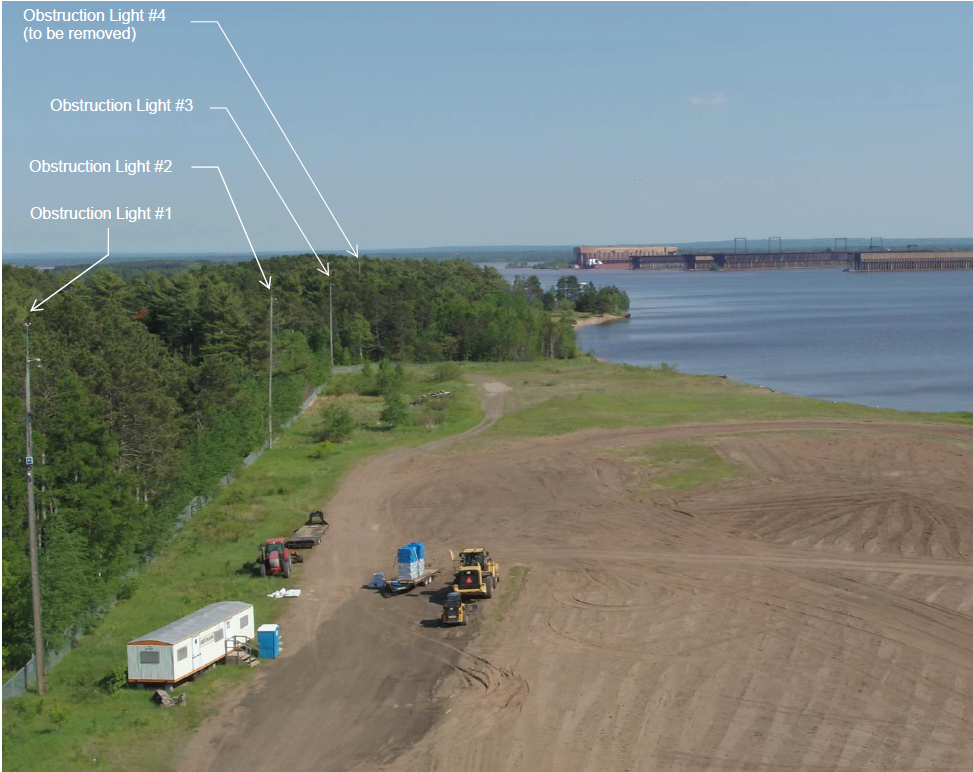 Obstruction Light #4
(to be removed)
Obstruction Light #3
Obstruction Light #2
Obstruction Light #1